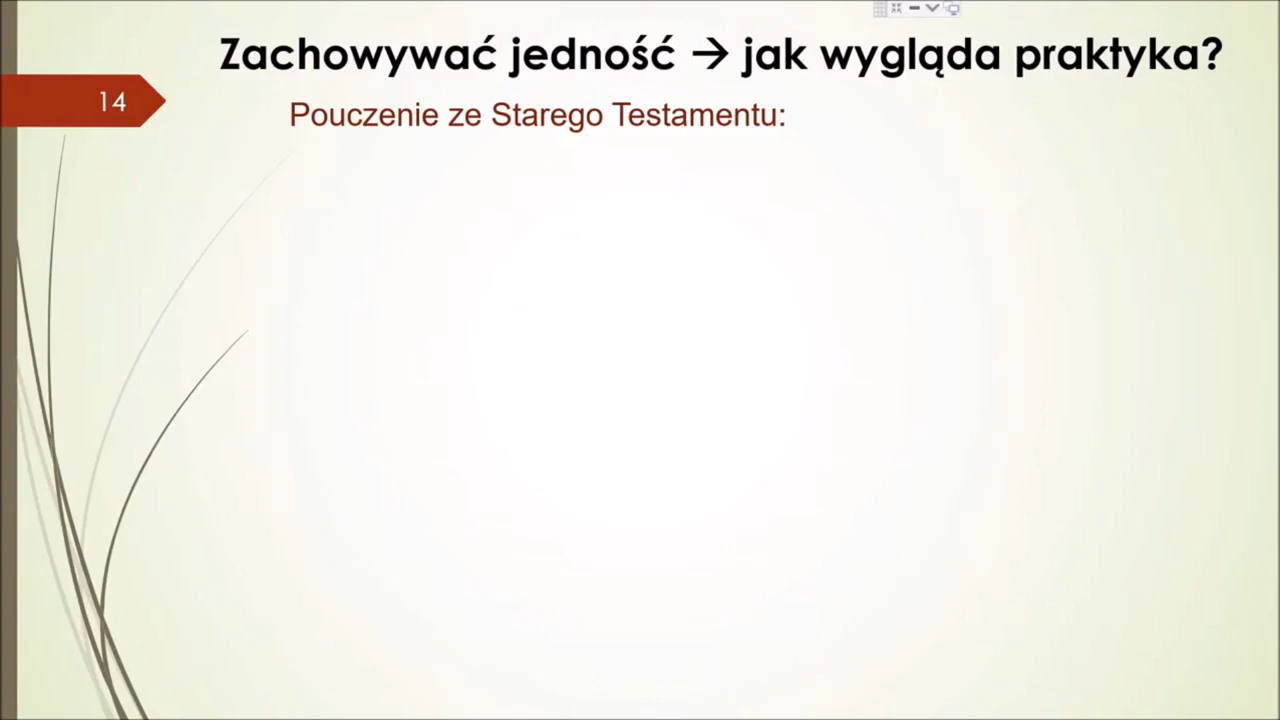 Zachowywać jedność → jak wygląda praktyka?
14
Pouczenie ze Starego Testamentu: